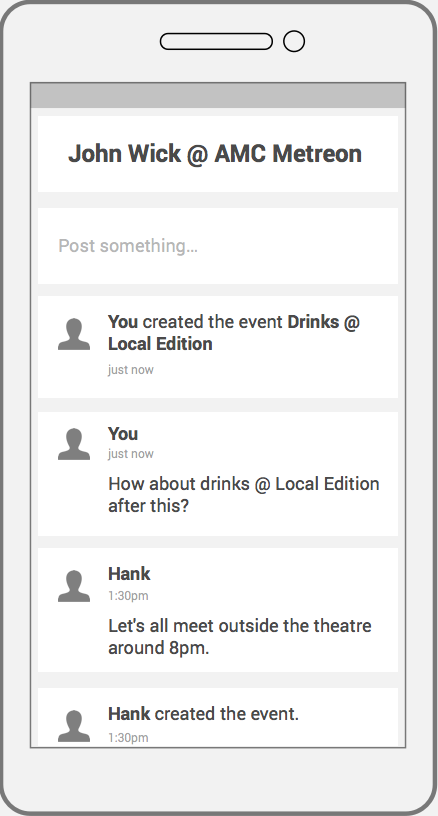 John Wick @ AMC Metreon
Post something...
You created the event Drinks @
Local Edition
just now
You
just now
How about drinks @ Local Edition
after this?
Hank
1:30pm
Let's all meet outside the theatre
around 8pm.
Hank created the event.
1:30pm